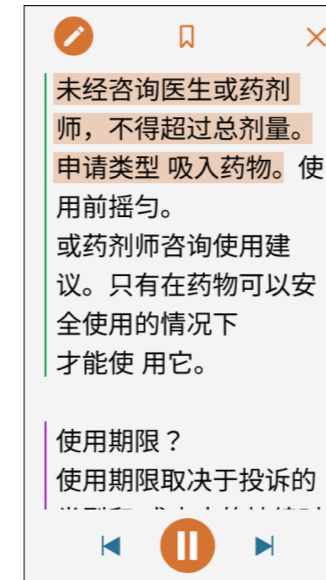 未经咨询医生或药剂
师，不得超过总剂量。
申请类型 吸入药物。使
用前摇匀。
或药剂师咨询使用建
议。只有在药物可以安
全使用的情况下
才能使 用它。
使用期限？
使用期限取决于投诉的